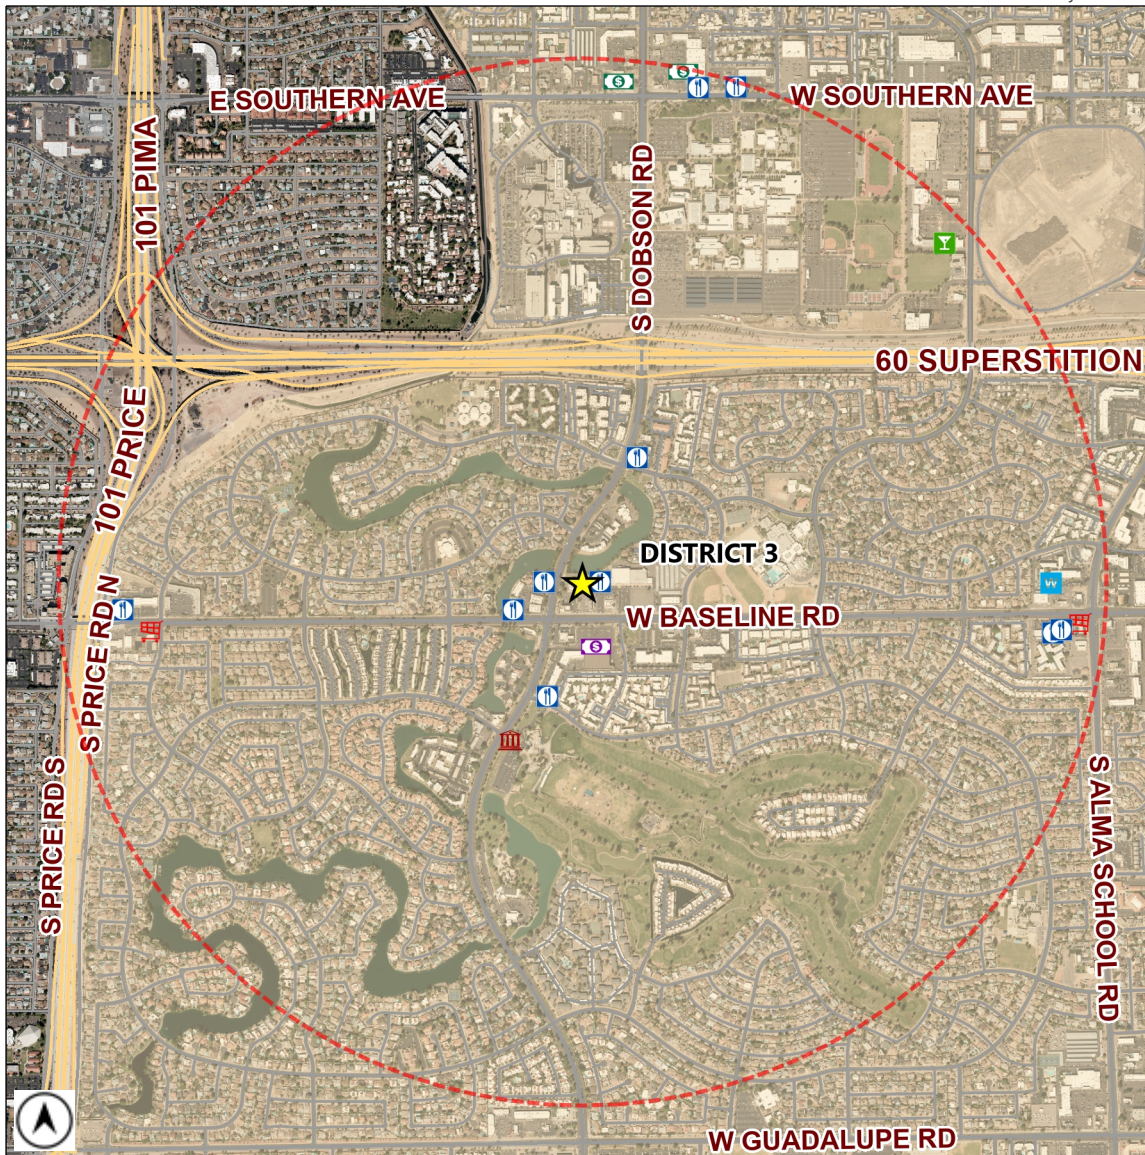 E SOUTHERN AVE
W SOUTHERN AVE
101 PIMA
S DOBSON RD
60 SUPERSTITION
101 PRICE
DISTRICT 3
S PRICE RD N
W BASELINE RD
S PRICE RD S
S ALMA SCHOOL RD
W GUADALUPE RD